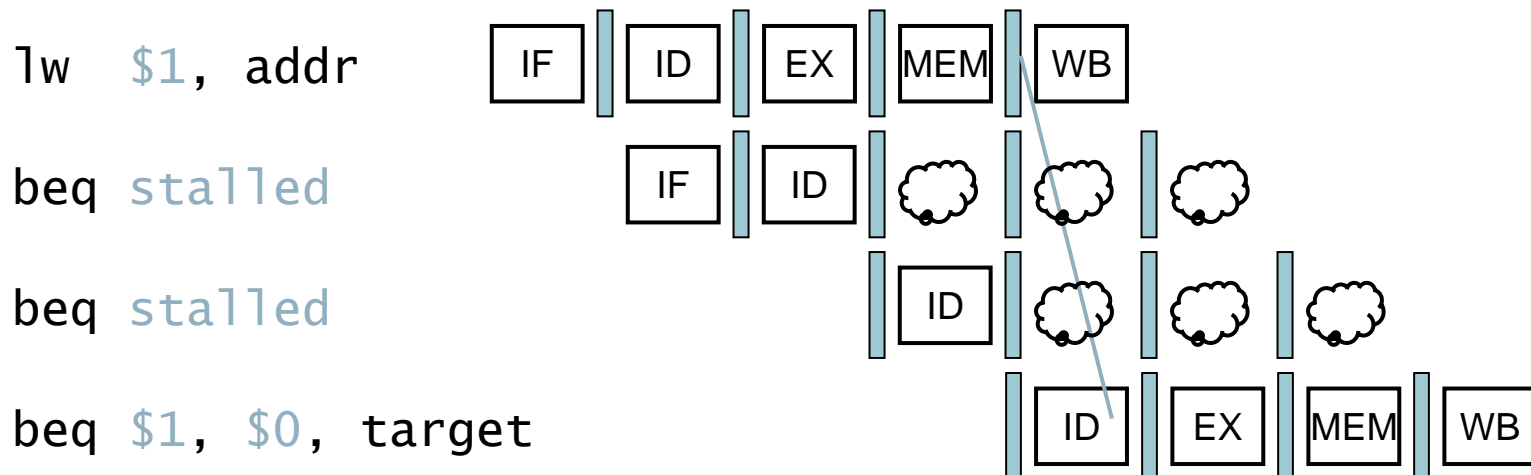 lw $1, addr IF ID EX MEM WB
beq stalled IF ID
beq stalled ID
beq $1, $0, target ID EX MEM WB